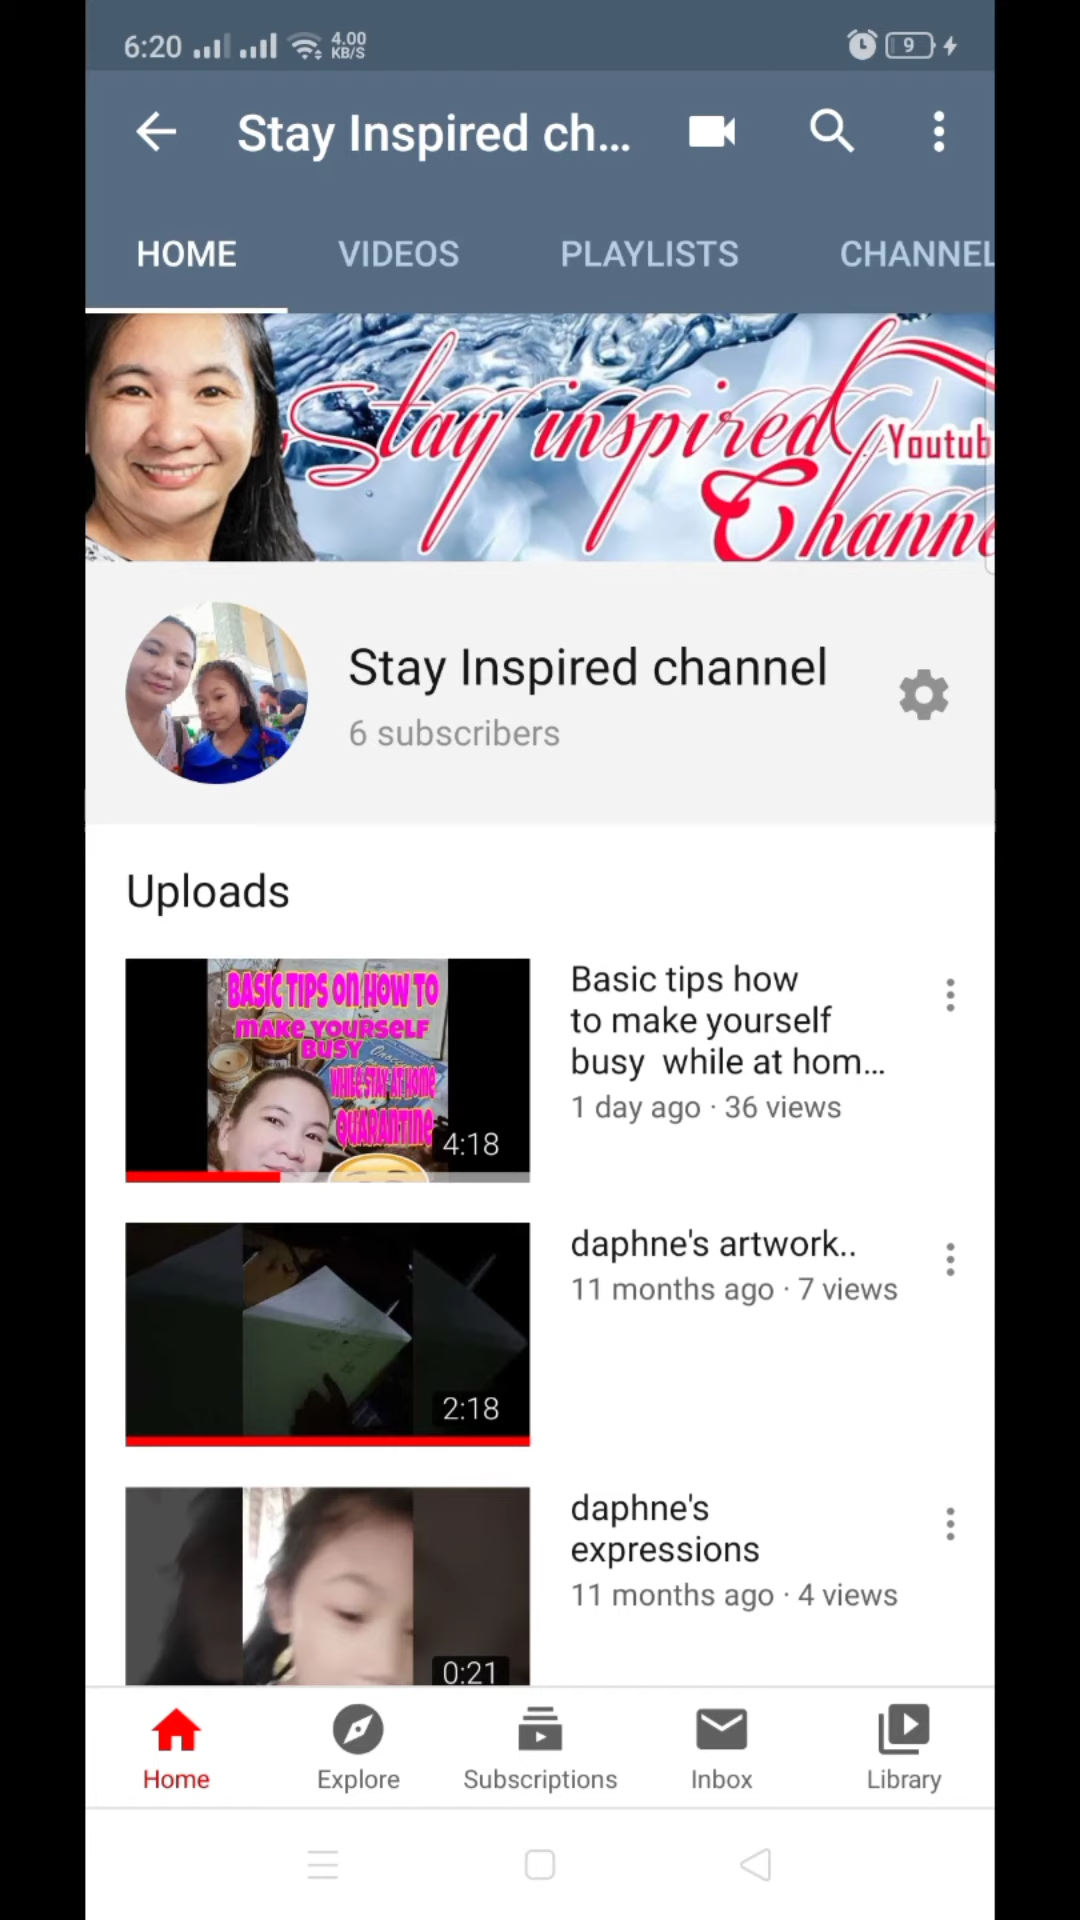 6:20 4.00 KB/S 9
Stay Inspired ch...
HOME VIDEOS PLAYLISTS CHANNEL
Stay inspired Youtub
Channe
Stay Inspired channel
6 subscribers
Uploads
BASIC TIPS ON HOW TO
MAKE YOURSELF
BUSY
WHILE STAY AT HOME
QUARANTINE
4:18
Basic tips how
to make yourself
busy while at hom...
1 day ago · 36 views
2:18
daphne's artwork..
11 months ago · 7 views
0:21
daphne's
expressions
11 months ago · 4 views
Home Explore Subscriptions Inbox Library